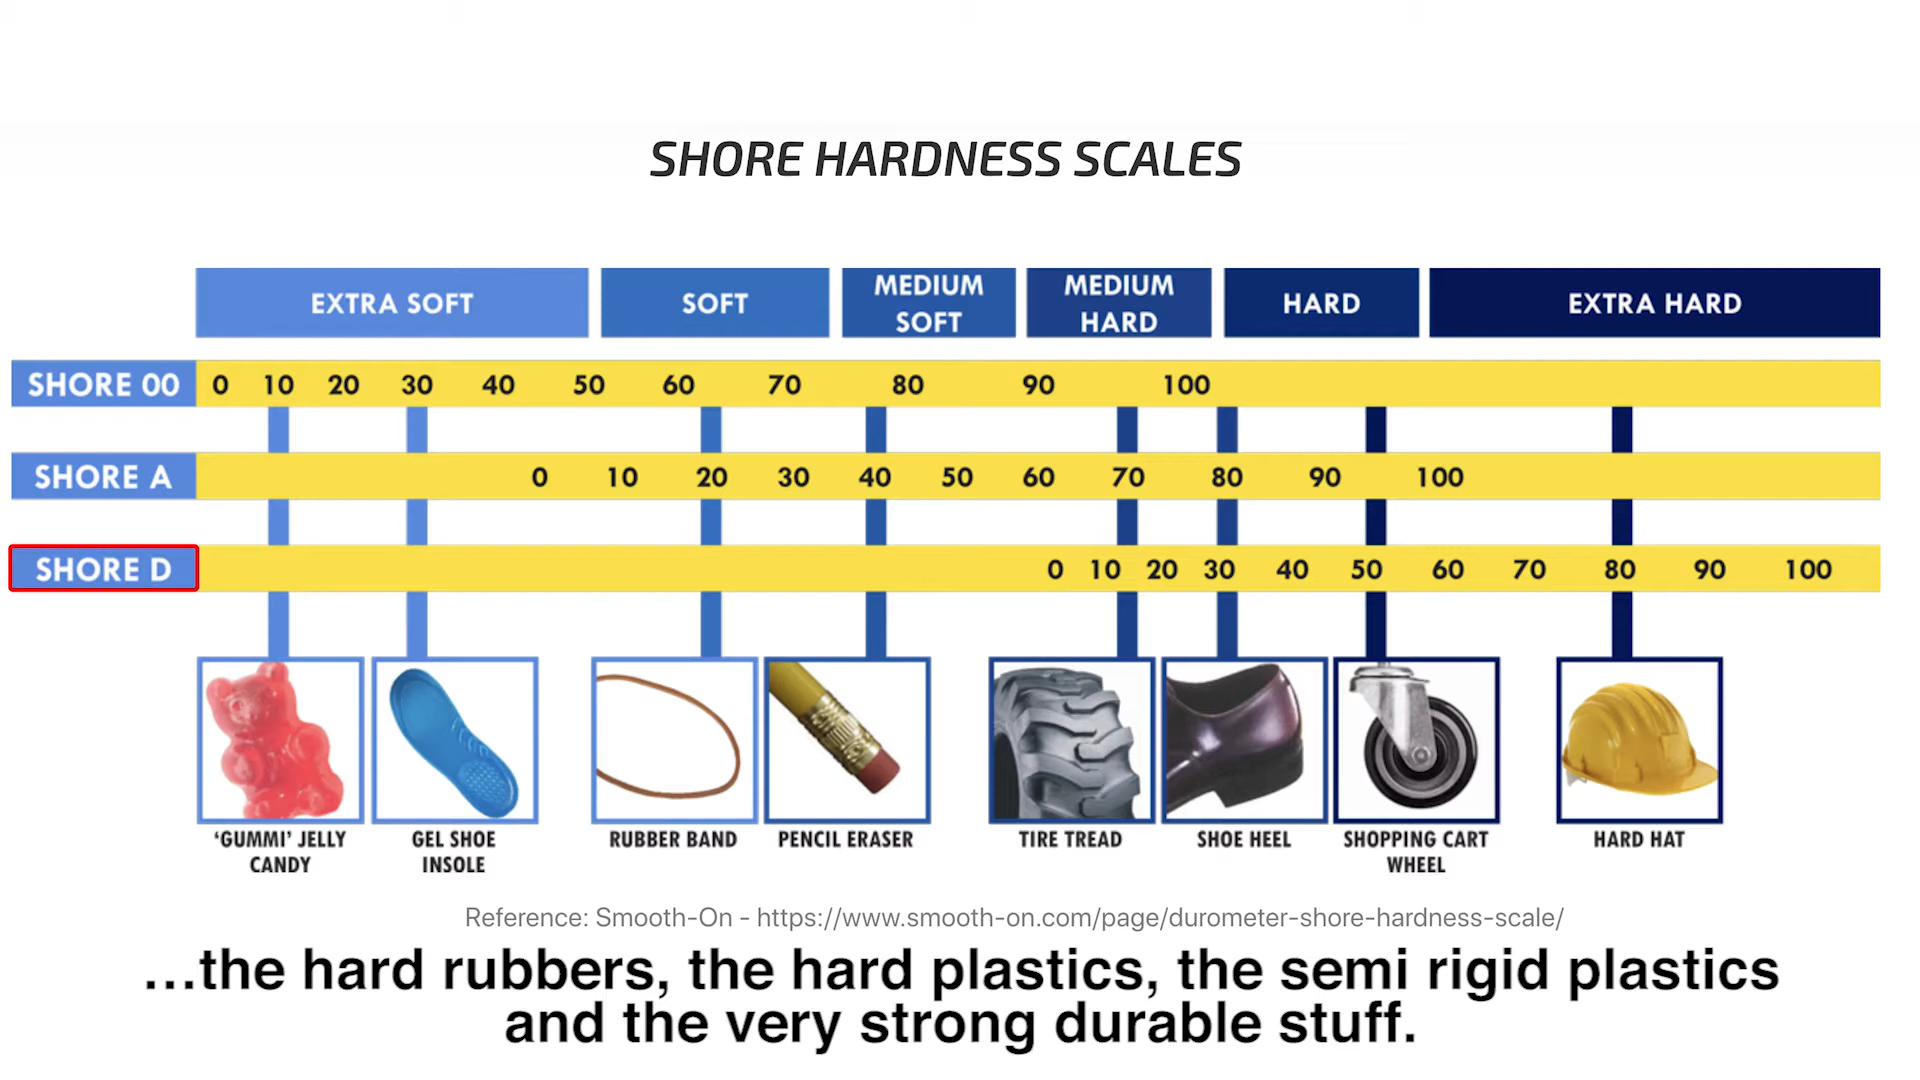 SHORE HARDNESS SCALES
EXTRA SOFT
SOFT
MEDIUM
SOFT
MEDIUM
HARD
HARD
EXTRA HARD
SHORE 00 0 10 20 30 40 50 60 70 80 90 100
SHORE A 0 10 20 30 40 50 60 70 80 90 100
SHORE D 0 10 20 30 40 50 60 70 80 90 100
‘GUMMI’ JELLY
CANDY
GEL SHOE
INSOLE
RUBBER BAND
PENCIL ERASER
TIRE TREAD
SHOE HEEL
SHOPPING CART
WHEEL
HARD HAT
Reference: Smooth-On - https://www.smooth-on.com/page/durometer-shore-hardness-scale/
...the hard rubbers, the hard plastics, the semi rigid plastics
and the very strong durable stuff.